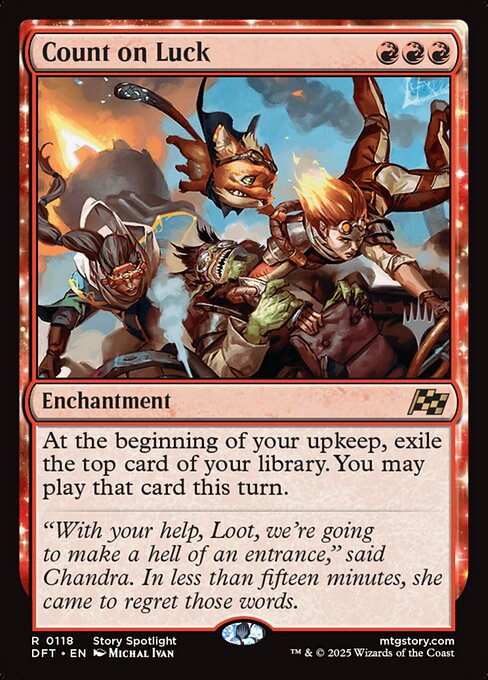 Count on Luck
Enchantment
At the beginning of your upkeep, exile
the top card of your library. You may
play that card this turn.
“With your help, Loot, we’re going
to make a hell of an entrance,” said
Chandra. In less than fifteen minutes, she
came to regret those words.
R 0118 Story Spotlight mtgstory.com
DFT • EN Michal Ivan ™ & © 2025 Wizards of the Coast